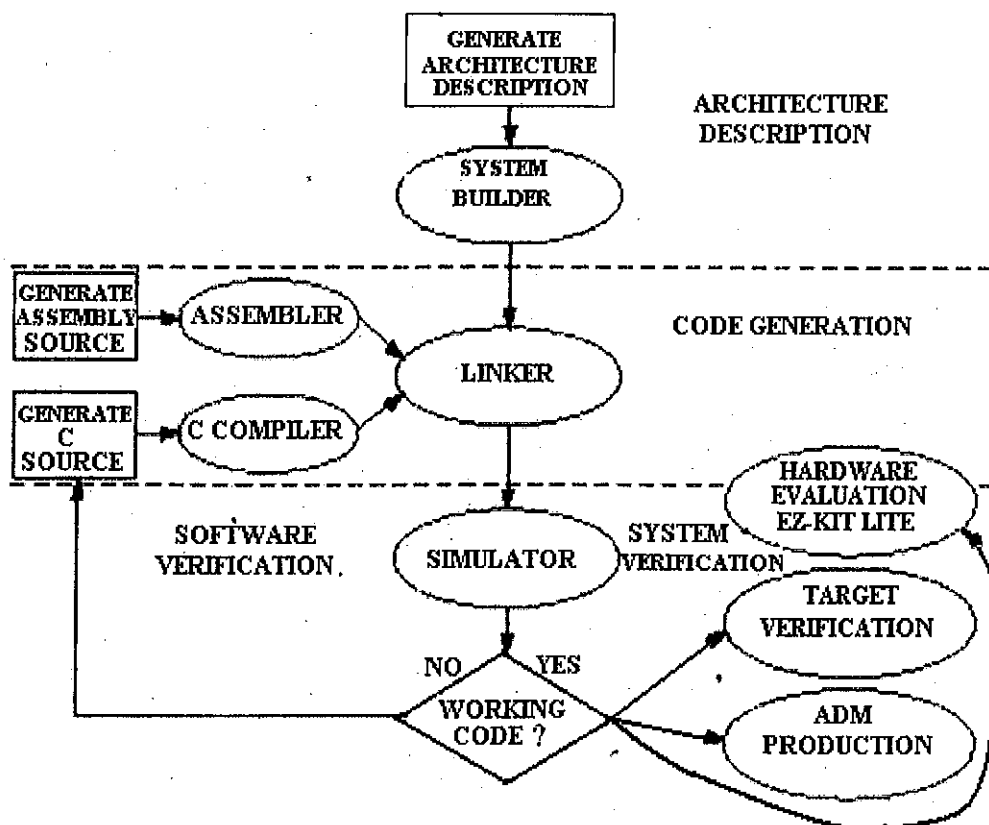 GENERATE
ARCHITECTURE
DESCRIPTION
ARCHITECTURE
DESCRIPTION
SYSTEM
BUILDER
GENERATE
ASSEMBLY
SOURCE
ASSEMBLER
CODE GENERATION
LINKER
GENERATE
C
SOURCE
C COMPILER
HARDWARE
EVALUATION
EZ-KIT LITE
SOFTWARE
VERIFICATION
SIMULATOR
SYSTEM
VERIFICATION
TARGET
VERIFICATION
NO
YES
WORKING
CODE ?
ADM
PRODUCTION